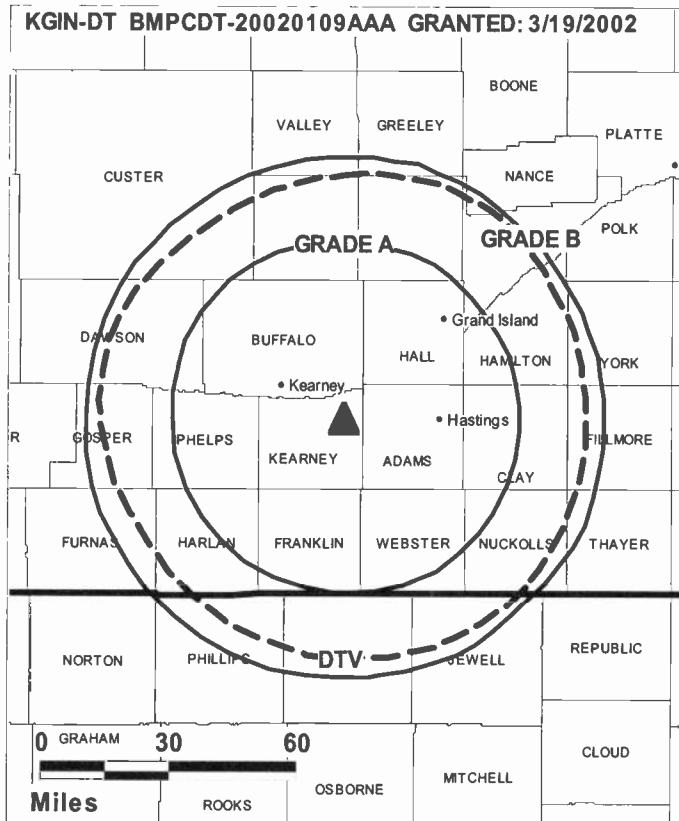 KGIN-DT BMPCDT-20020109AAA GRANTED: 3/19/2002
BOONE
VALLEY GREELEY
PLATTE
CUSTER
NANCE
POLK
GRADE A
GRADE B
Grand Island
DAWSON
BUFFALO
HALL
HAMILTON
YORK
Kearney
Hastings
R
GOSPER
PHELPS
KEARNEY
ADAMS
FILLMORE
CLAY
FURNAS
HARLAN
FRANKLIN
WEBSTER
NUCKOLLS
THAYER
NORTON
PHILLIPS
DTV
JEWELL
REPUBLIC
0 30 60
GRAHAM
CLOUD
MITCHELL
OSBORNE
Miles
ROOKS